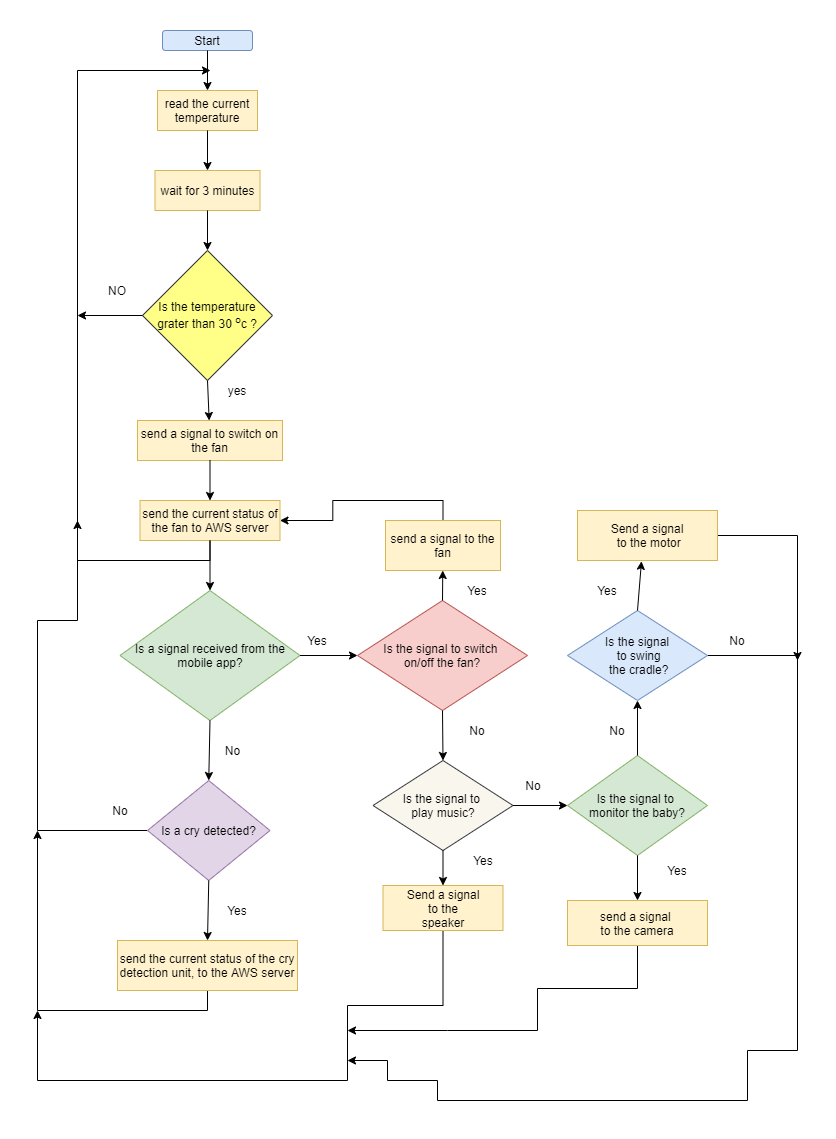 Start
read the current
temperature
wait for 3 minutes
NO
Is the temperature
grater than 30 ⁰c ?
yes
send a signal to switch on
the fan
send the current status of
the fan to AWS server
send a signal to the
fan
Send a signal
to the motor
Yes
Yes
Is a signal received from the
mobile app?
Yes
Is the signal to switch
on/off the fan?
Is the signal
to swing
the cradle?
No
No
No
No
No
Is a cry detected?
Is the signal to
play music?
No
Is the signal to
monitor the baby?
Yes
Yes
Send a signal
to the
speaker
send a signal
to the camera
Yes
send the current status of the cry
detection unit, to the AWS server